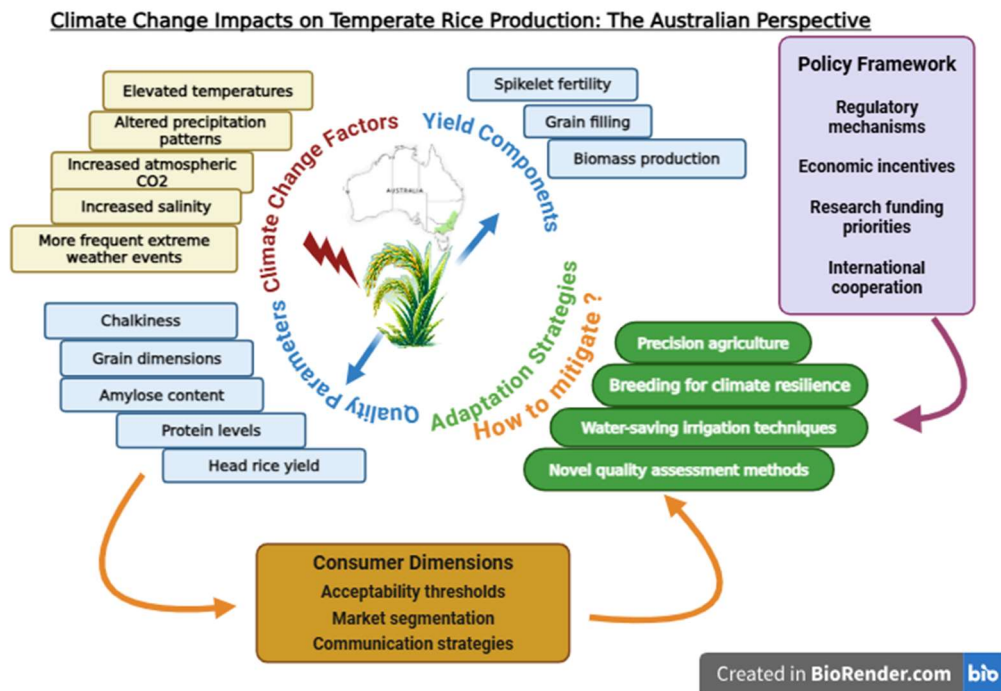 Climate Change Impacts on Temperate Rice Production: The Australian Perspective
Elevated temperatures
Altered precipitation
patterns
Increased atmospheric
CO2
Increased salinity
More frequent extreme
weather events
Climate Change Factors
Yield Components
Spikelet fertility
Grain filling
Biomass production
Policy Framework
Regulatory
mechanisms
Economic incentives
Research funding
priorities
International
cooperation
AUSTRALIA
Chalkiness
Grain dimensions
Amylose content
Protein levels
Head rice yield
Quality Parameters
Adaptation Strategies
How to mitigate ?
Precision agriculture
Breeding for climate resilience
Water-saving irrigation techniques
Novel quality assessment methods
Consumer Dimensions
Acceptability thresholds
Market segmentation
Communication strategies
Created in BioRender.com bio